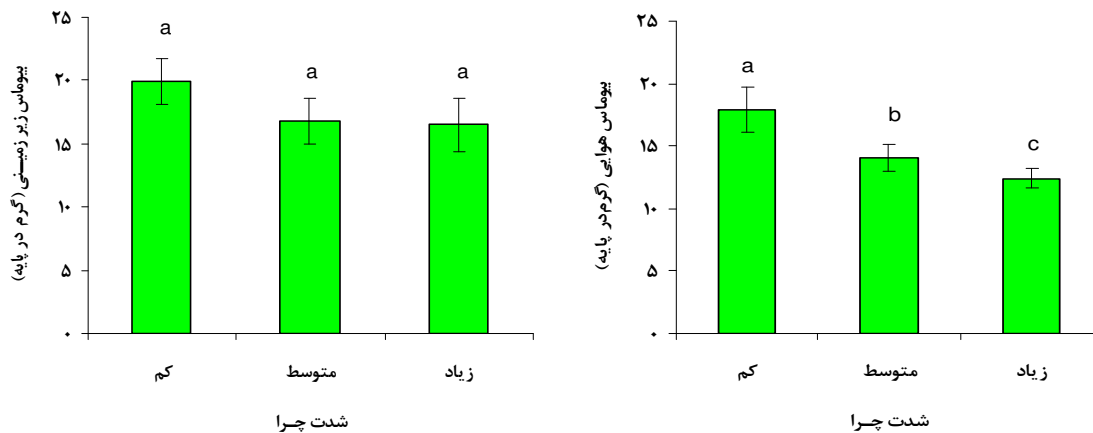 بیوماس زیر زمینی (گرم در پایه)
۲۵
۲۰
۱۵
۱۰
۵
۰
a
a
a
کم
متوسط
زیاد
شدت چرا
بیوماس هوایی (گرم در پایه)
۲۵
۲۰
۱۵
۱۰
۵
۰
a
b
c
کم
متوسط
زیاد
شدت چرا